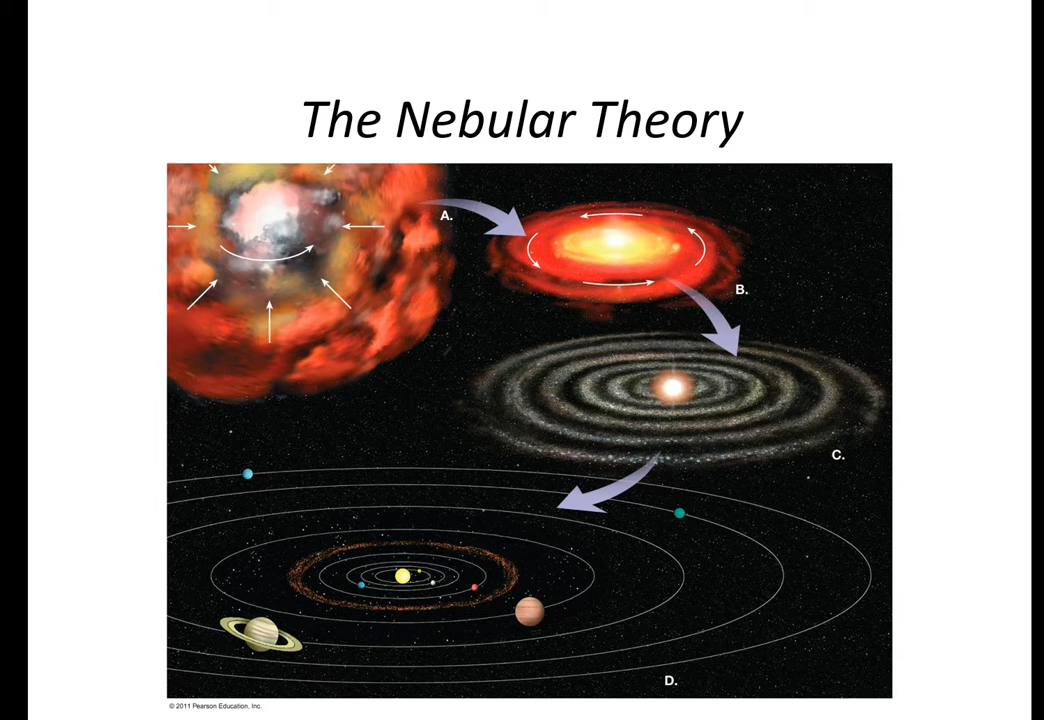 The Nebular Theory
A.
B.
C.
D.
© 2011 Pearson Education, Inc.